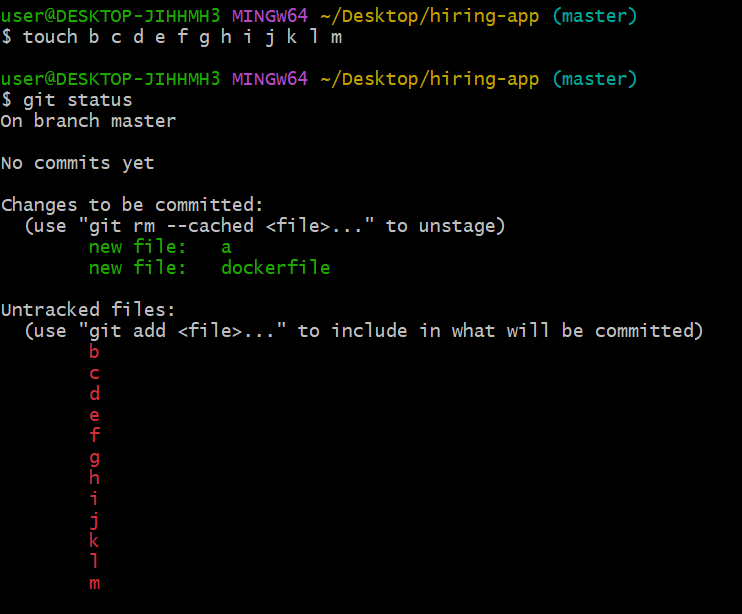 user@DESKTOP-JIHHMH3 MINGW64 ~/Desktop/hiring-app (master)
$ touch b c d e f g h i j k l m
user@DESKTOP-JIHHMH3 MINGW64 ~/Desktop/hiring-app (master)
$ git status
On branch master
No commits yet
Changes to be committed:
  (use "git rm --cached <file>..." to unstage)
        new file:   a
        new file:   dockerfile
Untracked files:
  (use "git add <file>..." to include in what will be committed)
        b
        c
        d
        e
        f
        g
        h
        i
        j
        k
        l
        m